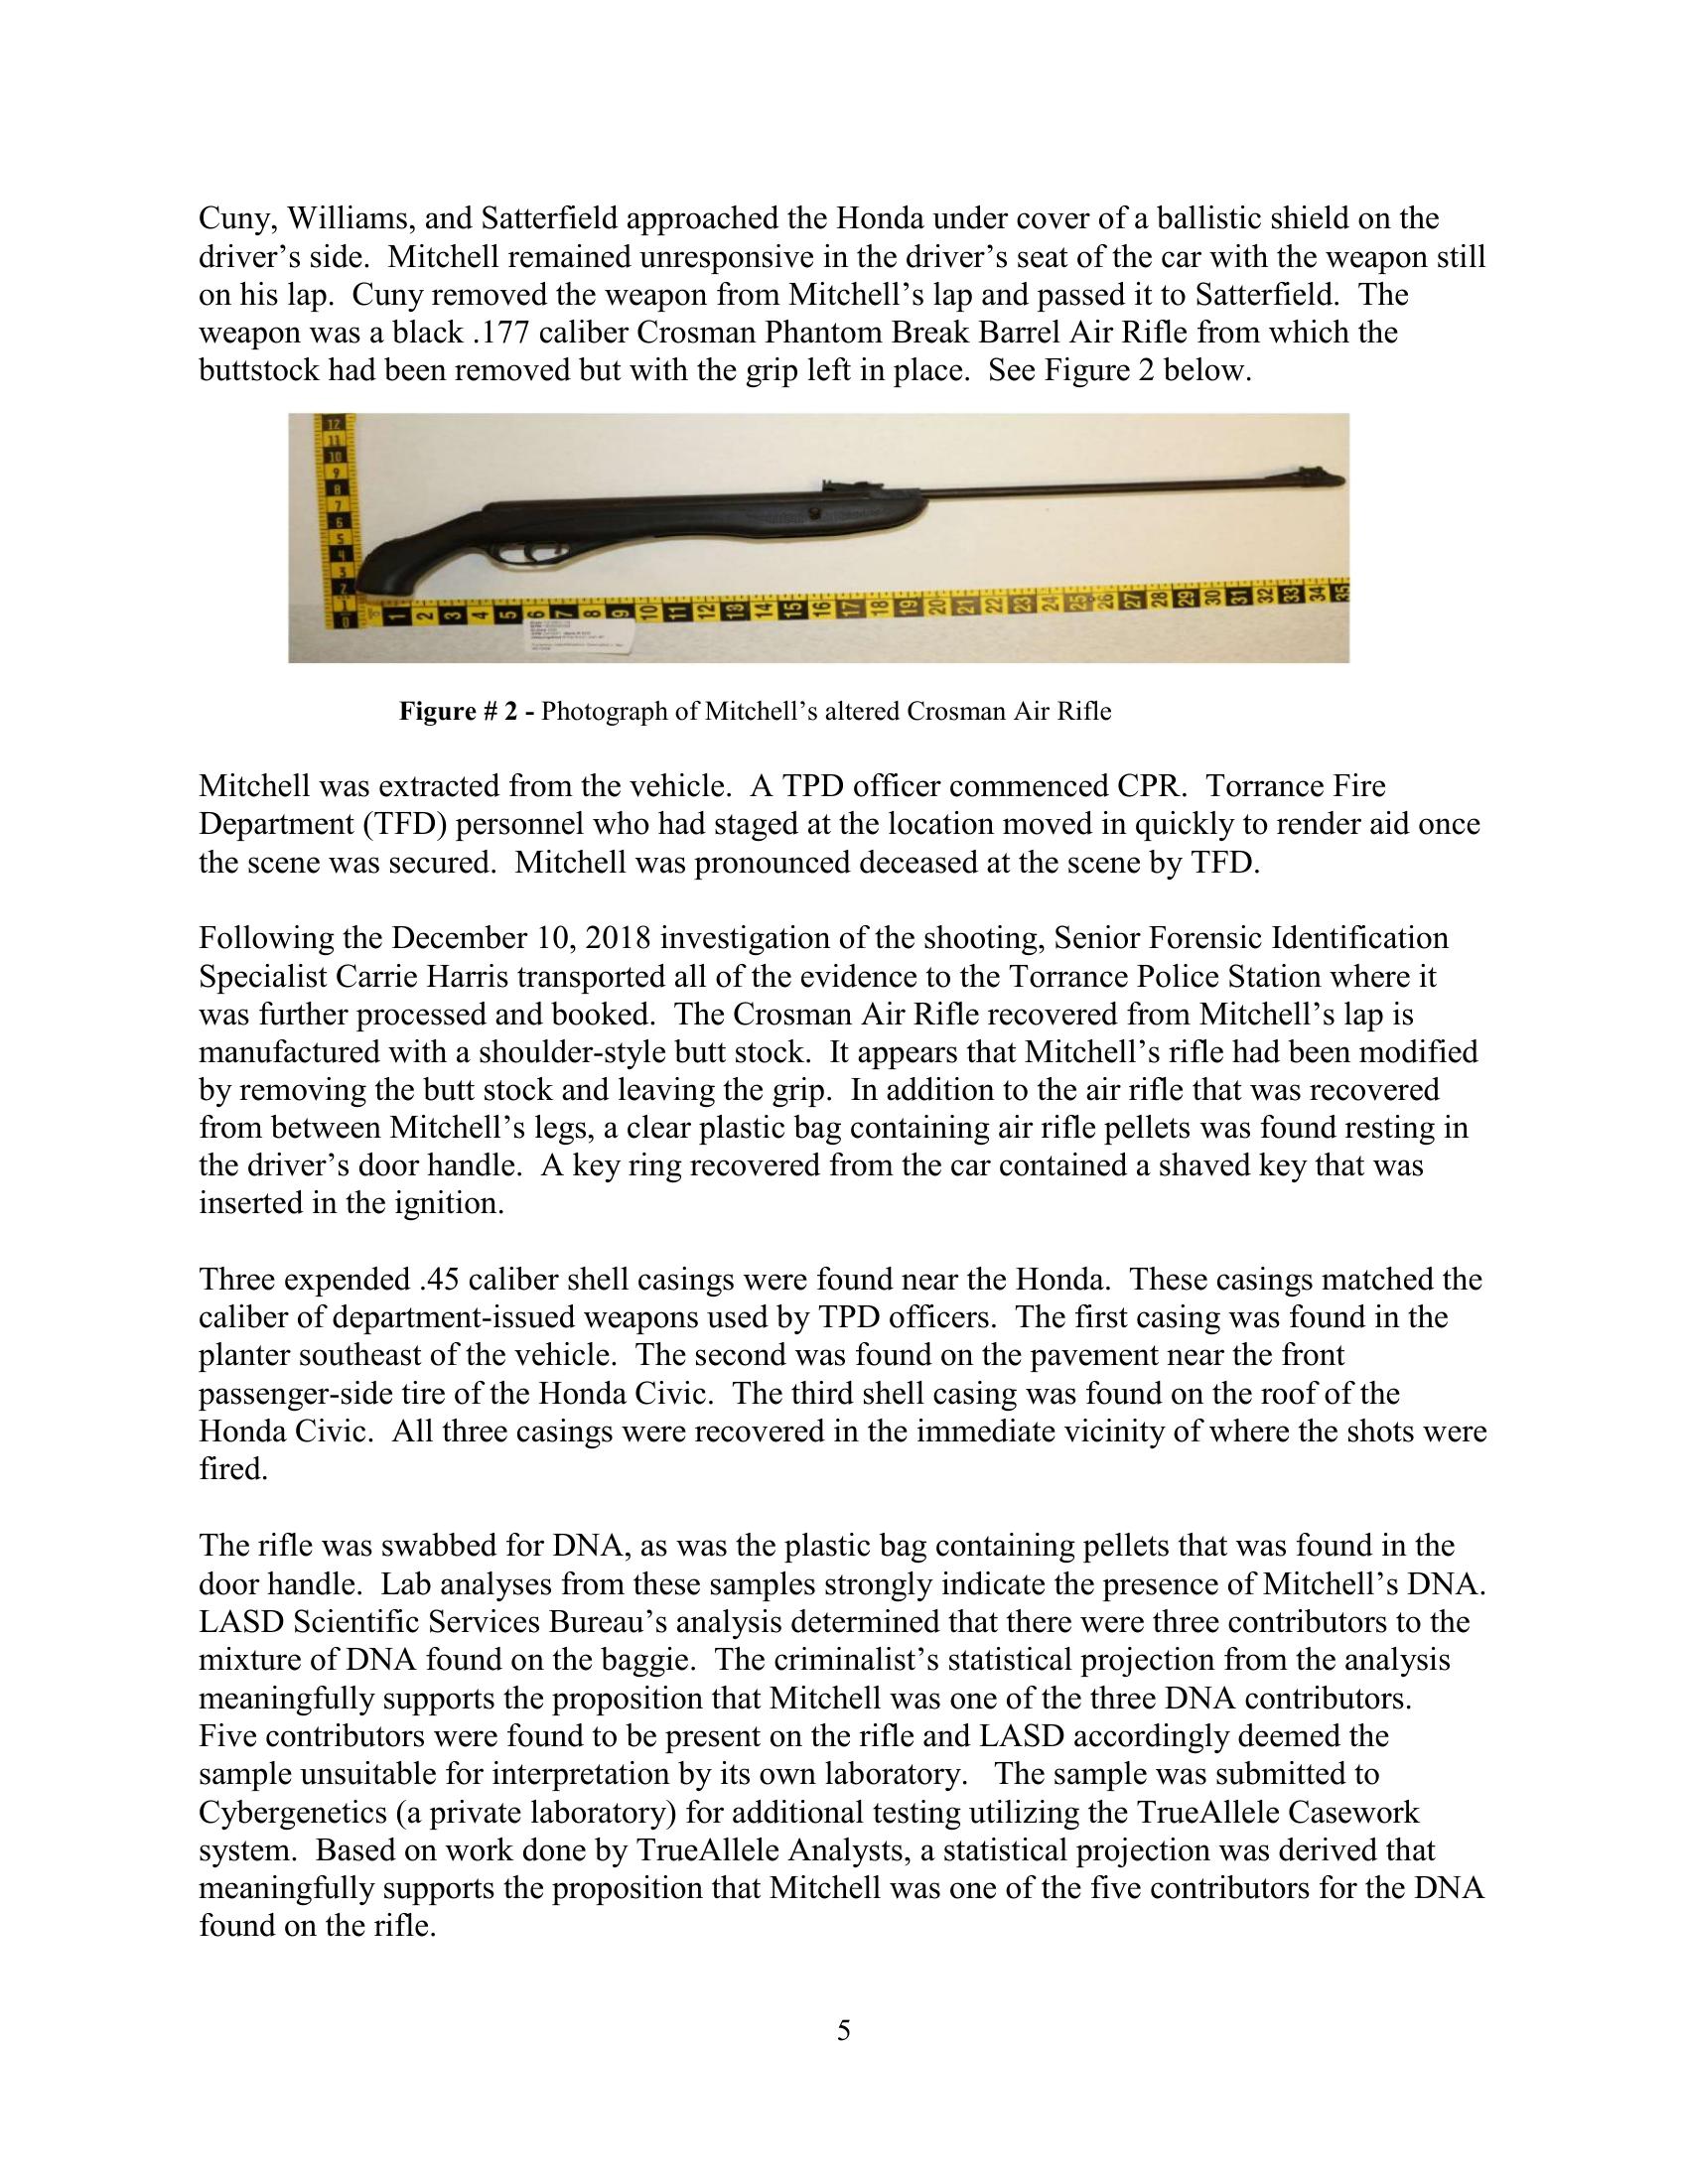 Cuny, Williams, and Satterfield approached the Honda under cover of a ballistic shield on the
driver’s side.  Mitchell remained unresponsive in the driver’s seat of the car with the weapon still
on his lap.  Cuny removed the weapon from Mitchell’s lap and passed it to Satterfield.  The
weapon was a black .177 caliber Crosman Phantom Break Barrel Air Rifle from which the
buttstock had been removed but with the grip left in place.  See Figure 2 below.
12
11
10
9
8
7
6
5
4
3
2
1
0
1 2 3 4 5 6 7 8 9 10 11 12 13 14 15 16 17 18 19 20 21 22 23 24 25 26 27 28 29 30 31 32 33 34 35
Figure # 2 - Photograph of Mitchell’s altered Crosman Air Rifle
Mitchell was extracted from the vehicle.  A TPD officer commenced CPR.  Torrance Fire
Department (TFD) personnel who had staged at the location moved in quickly to render aid once
the scene was secured.  Mitchell was pronounced deceased at the scene by TFD.
Following the December 10, 2018 investigation of the shooting, Senior Forensic Identification
Specialist Carrie Harris transported all of the evidence to the Torrance Police Station where it
was further processed and booked.  The Crosman Air Rifle recovered from Mitchell’s lap is
manufactured with a shoulder-style butt stock.  It appears that Mitchell’s rifle had been modified
by removing the butt stock and leaving the grip.  In addition to the air rifle that was recovered
from between Mitchell’s legs, a clear plastic bag containing air rifle pellets was found resting in
the driver’s door handle.  A key ring recovered from the car contained a shaved key that was
inserted in the ignition.
Three expended .45 caliber shell casings were found near the Honda.  These casings matched the
caliber of department-issued weapons used by TPD officers.  The first casing was found in the
planter southeast of the vehicle.  The second was found on the pavement near the front
passenger-side tire of the Honda Civic.  The third shell casing was found on the roof of the
Honda Civic.  All three casings were recovered in the immediate vicinity of where the shots were
fired.
The rifle was swabbed for DNA, as was the plastic bag containing pellets that was found in the
door handle.  Lab analyses from these samples strongly indicate the presence of Mitchell’s DNA.
LASD Scientific Services Bureau’s analysis determined that there were three contributors to the
mixture of DNA found on the baggie.  The criminalist’s statistical projection from the analysis
meaningfully supports the proposition that Mitchell was one of the three DNA contributors.
Five contributors were found to be present on the rifle and LASD accordingly deemed the
sample unsuitable for interpretation by its own laboratory.   The sample was submitted to
Cybergenetics (a private laboratory) for additional testing utilizing the TrueAllele Casework
system.  Based on work done by TrueAllele Analysts, a statistical projection was derived that
meaningfully supports the proposition that Mitchell was one of the five contributors for the DNA
found on the rifle.
5